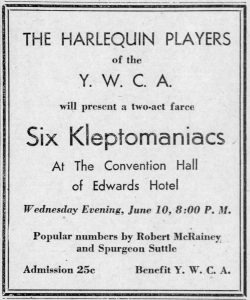 THE HARLEQUIN PLAYERS
of the
Y. W. C. A.
will present a two-act farce
Six Kleptomaniacs
At The Convention Hall
of Edwards Hotel
Wednesday Evening, June 10, 8:00 P. M.
Popular numbers by Robert McRainey
and Spurgeon Suttle
Admission 25c Benefit Y. W. C. A.